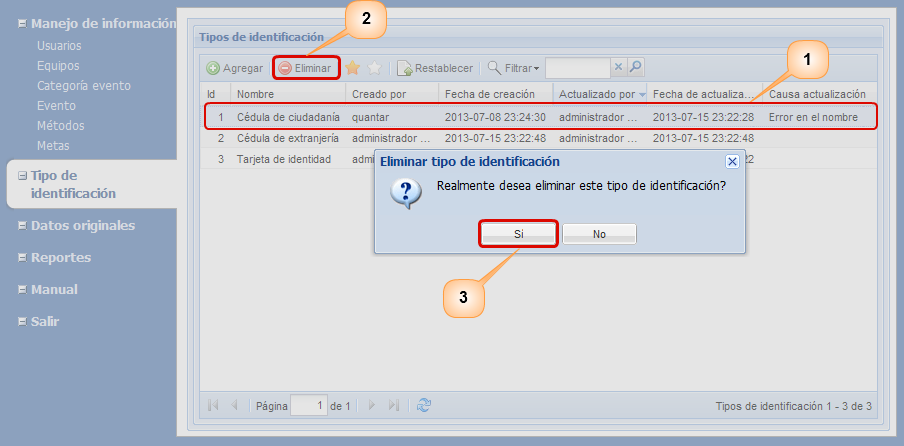 Manejo de información
Usuarios
Equipos
Categoría evento
Evento
Métodos
Metas
Tipo de
identificación
Datos originales
Reportes
Manual
Salir
2
Tipos de identificación
Agregar Eliminar Restablecer Filtrar
1
Id Nombre Creado por Fecha de creación Actualizado por Fecha de actualiza... Causa actualización
1 Cédula de ciudadanía quantar 2013-07-08 23:24:30 administrador ... 2013-07-15 23:22:28 Error en el nombre
2 Cédula de extranjería administrador ... 2013-07-15 23:22:48 administrador ... 2013-07-15 23:22:48
3 Tarjeta de identidad
Eliminar tipo de identificación
Realmente desea eliminar este tipo de identificación?
Si No
3
Página 1 de 1 Tipos de identificación 1 - 3 de 3